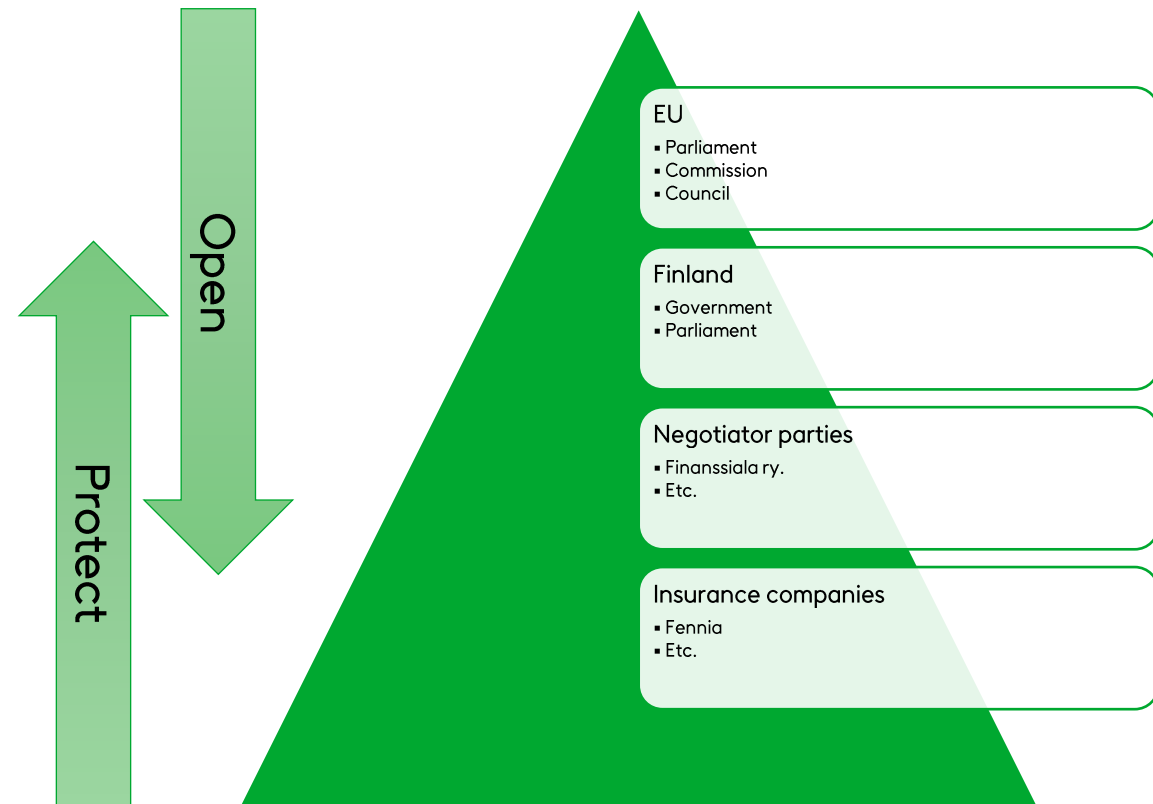 Open
Protect
EU
▪ Parliament
▪ Commission
▪ Council
Finland
▪ Government
▪ Parliament
Negotiator parties
▪ Finanssiala ry.
▪ Etc.
Insurance companies
▪ Fennia
▪ Etc.